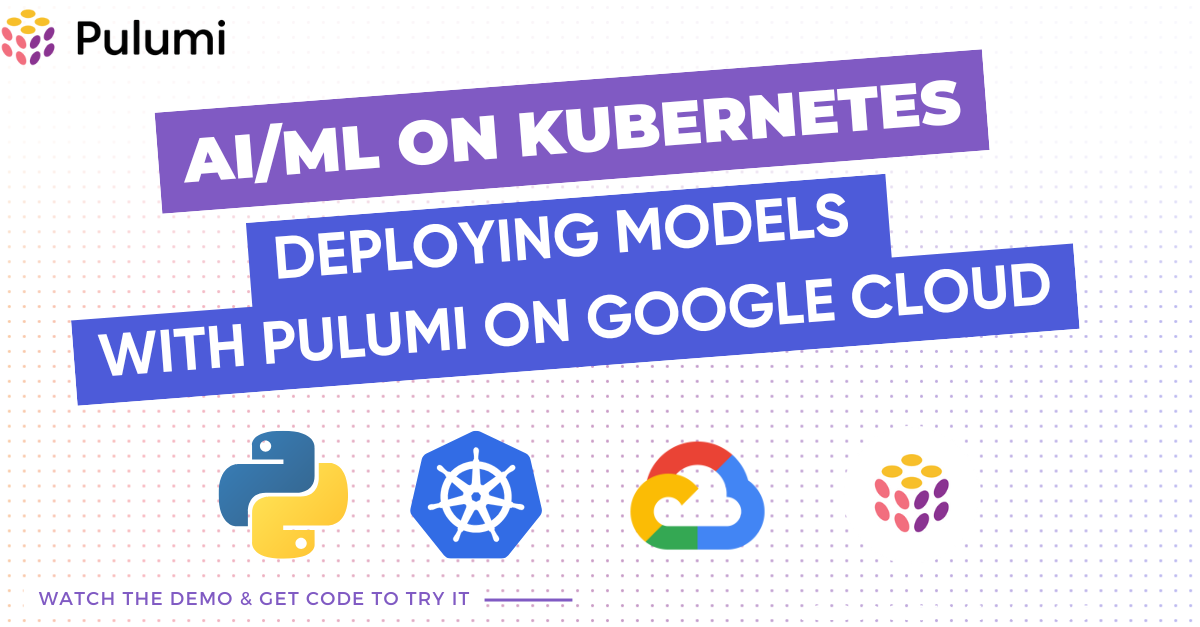 Pulumi
AI/ML ON KUBERNETES
DEPLOYING MODELS
WITH PULUMI ON GOOGLE CLOUD
WATCH THE DEMO & GET CODE TO TRY IT